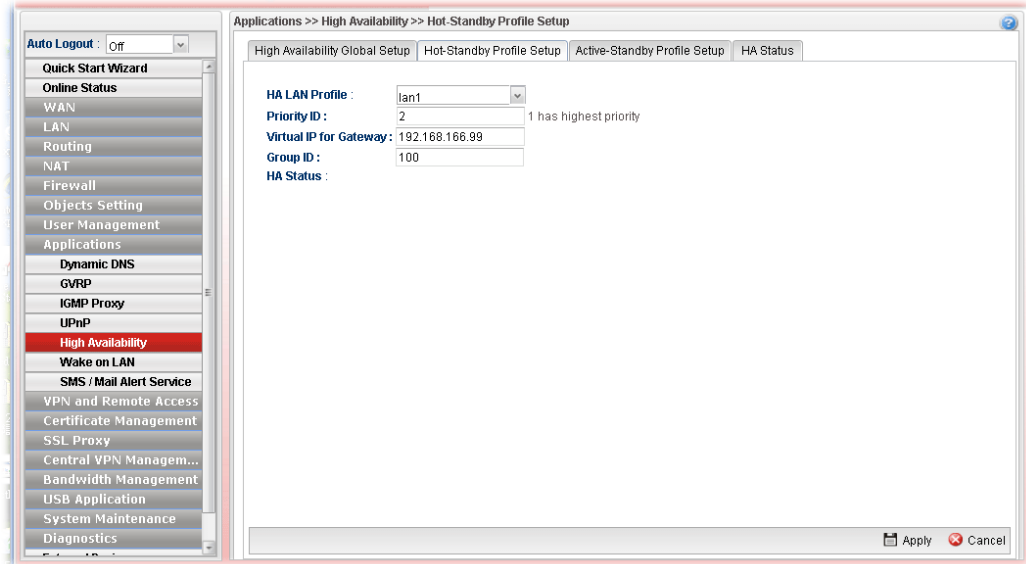 Applications >> High Availability >> Hot-Standby Profile Setup
Auto Logout : Off
Quick Start Wizard
Online Status
WAN
LAN
Routing
NAT
Firewall
Objects Setting
User Management
Applications
Dynamic DNS
GVRP
IGMP Proxy
UPnP
High Availability
Wake on LAN
SMS / Mail Alert Service
VPN and Remote Access
Certificate Management
SSL Proxy
Central VPN Managem...
Bandwidth Management
USB Application
System Maintenance
Diagnostics
High Availability Global Setup Hot-Standby Profile Setup Active-Standby Profile Setup HA Status
HA LAN Profile : lan1
Priority ID : 2 1 has highest priority
Virtual IP for Gateway : 192.168.166.99
Group ID : 100
HA Status :
Apply Cancel